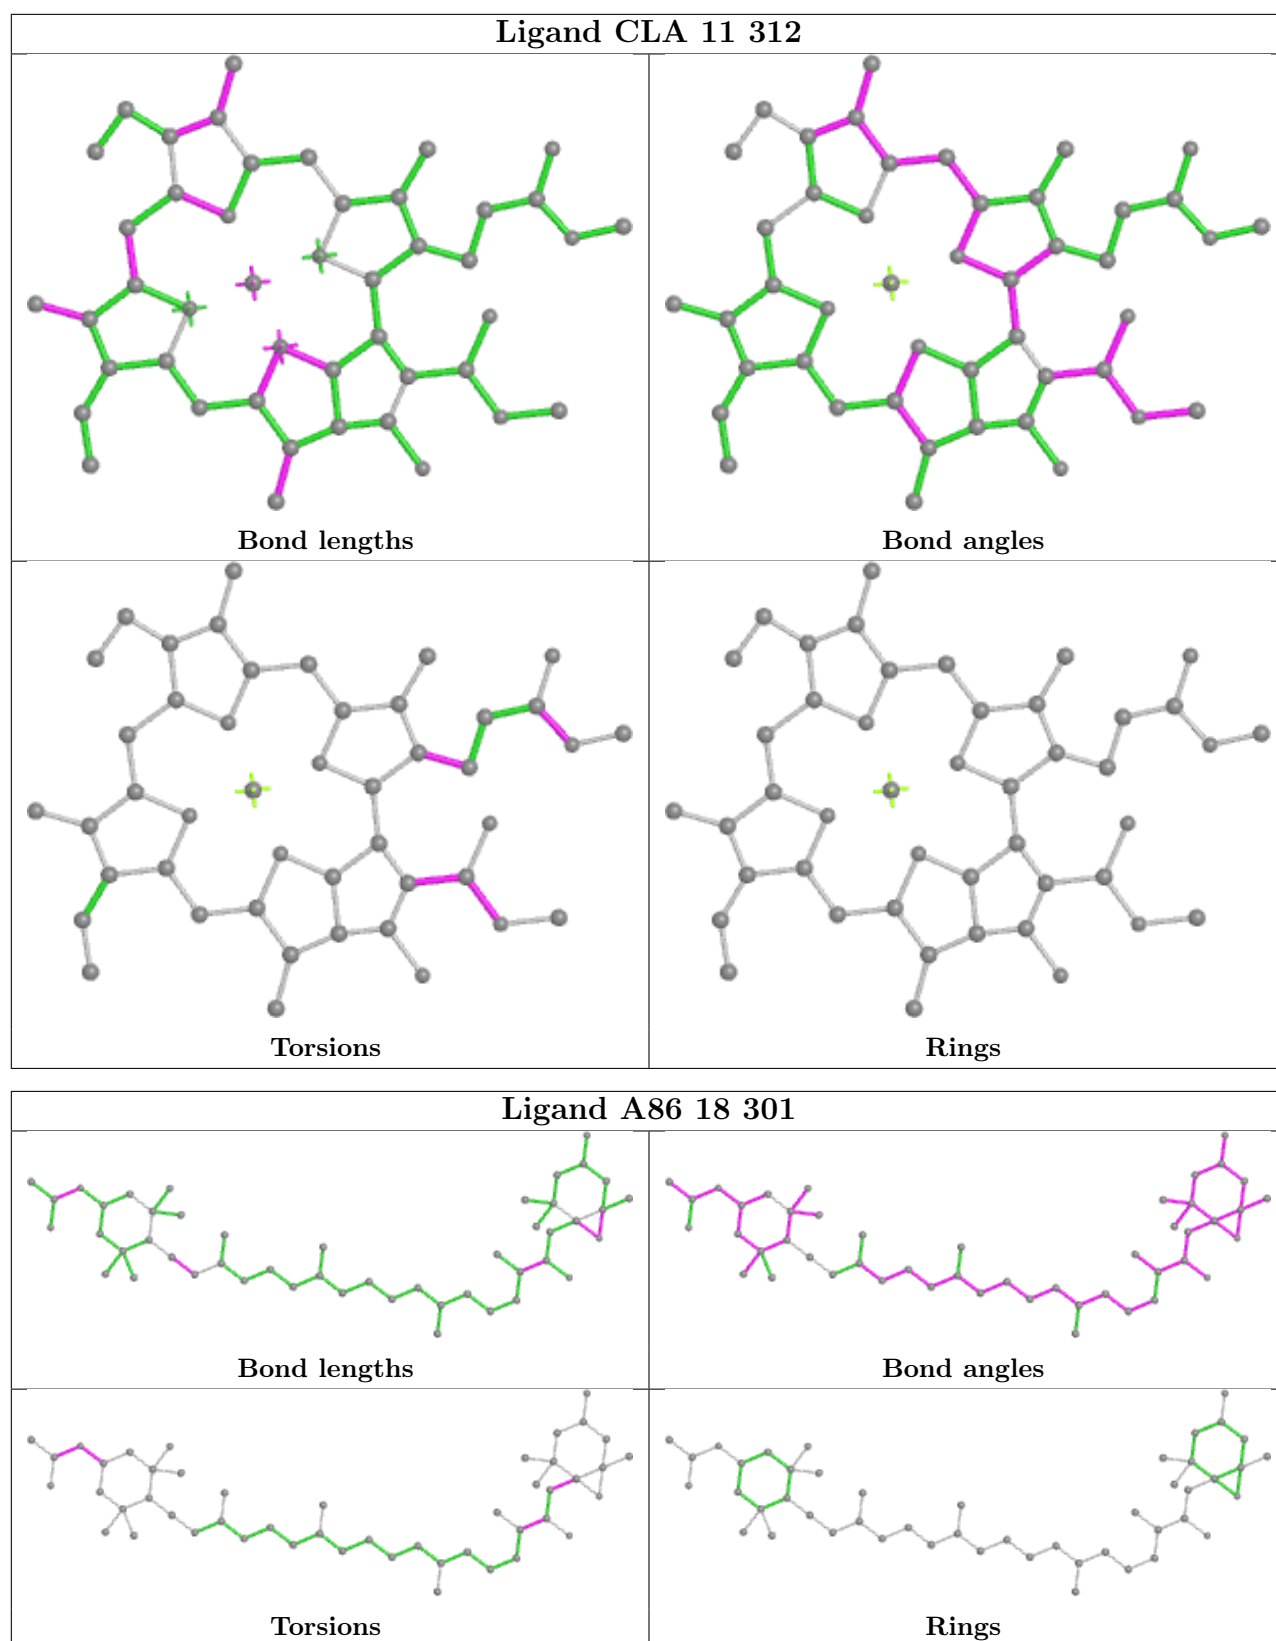 Ligand CLA 11 312
Bond lengths
Bond angles
Torsions
Rings
Ligand A86 18 301
Bond lengths
Bond angles
Torsions
Rings